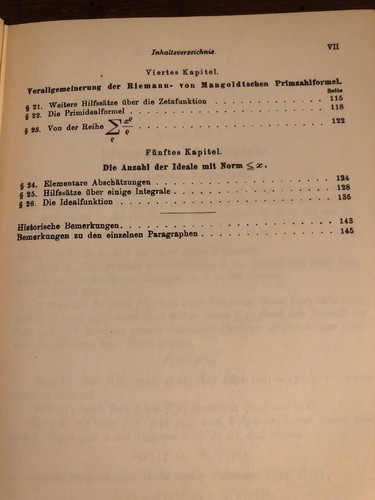 Inhaltsverzeichnis. VII
Viertes Kapitel.
Verallgemeinerung der Riemann- von Mangoldtschen Primzahlformel.
Seite
§ 21. Weitere Hilfssätze über die Zetafunktion . . . . . . . . . . . 115
§ 22. Die Primidealformel . . . . . . . . . . . . . . . . . 118
§ 23. Von der Reihe ∑_ρ x^ρ/ρ . . . . . . . . . . . . . . . . 122
Fünftes Kapitel.
Die Anzahl der Ideale mit Norm ≦ x.
§ 24. Elementare Abschätzungen . . . . . . . . . . . . . . . 124
§ 25. Hilfssätze über einige Integrale . . . . . . . . . . . . . 128
§ 26. Die Idealfunktion . . . . . . . . . . . . . . . . . . 135
Historische Bemerkungen . . . . . . . . . . . . . . . . . 143
Bemerkungen zu den einzelnen Paragraphen . . . . . . . . . . . 145